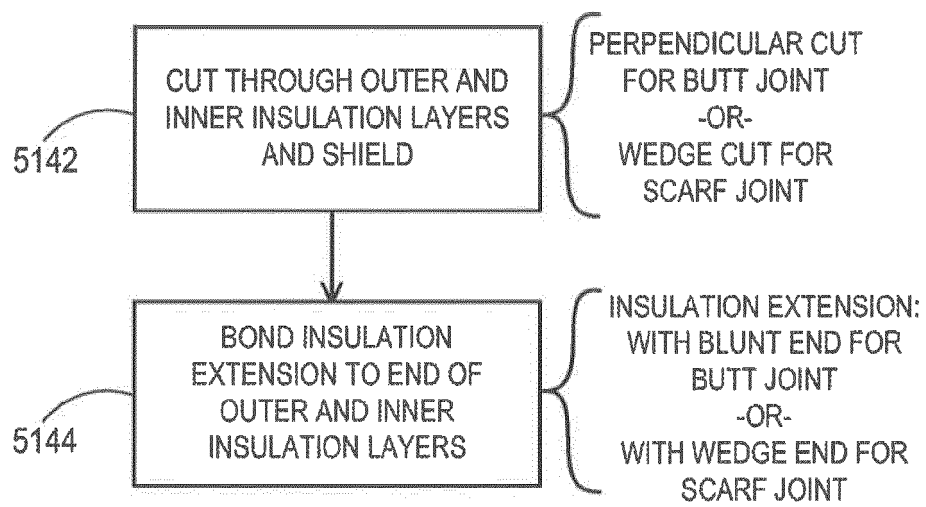 CUT THROUGH OUTER AND
INNER INSULATION LAYERS
AND SHIELD
5142
PERPENDICULAR CUT
FOR BUTT JOINT
-OR-
WEDGE CUT FOR
SCARF JOINT
BOND INSULATION
EXTENSION TO END OF
OUTER AND INNER
INSULATION LAYERS
5144
INSULATION EXTENSION:
WITH BLUNT END FOR
BUTT JOINT
-OR-
WITH WEDGE END FOR
SCARF JOINT